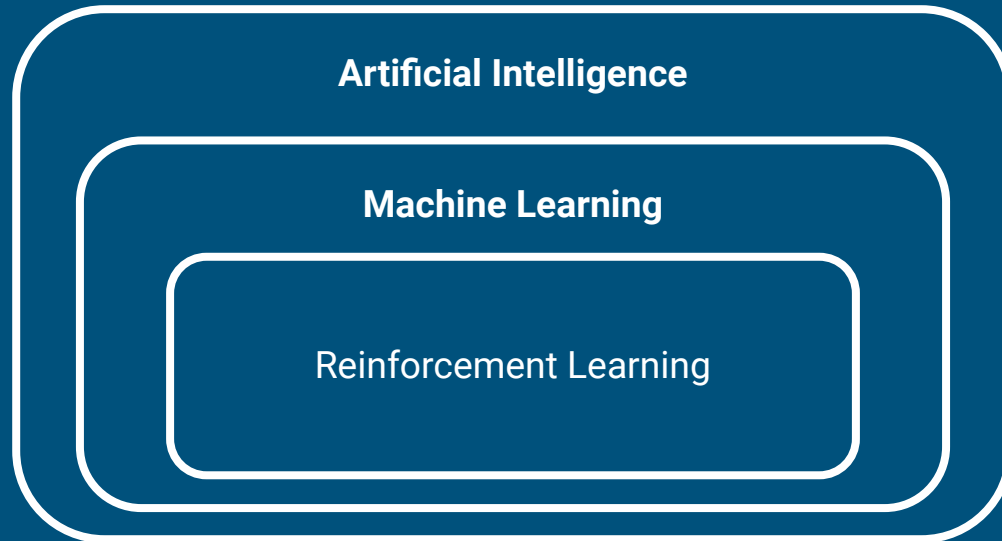 Artificial Intelligence
Machine Learning
Reinforcement Learning